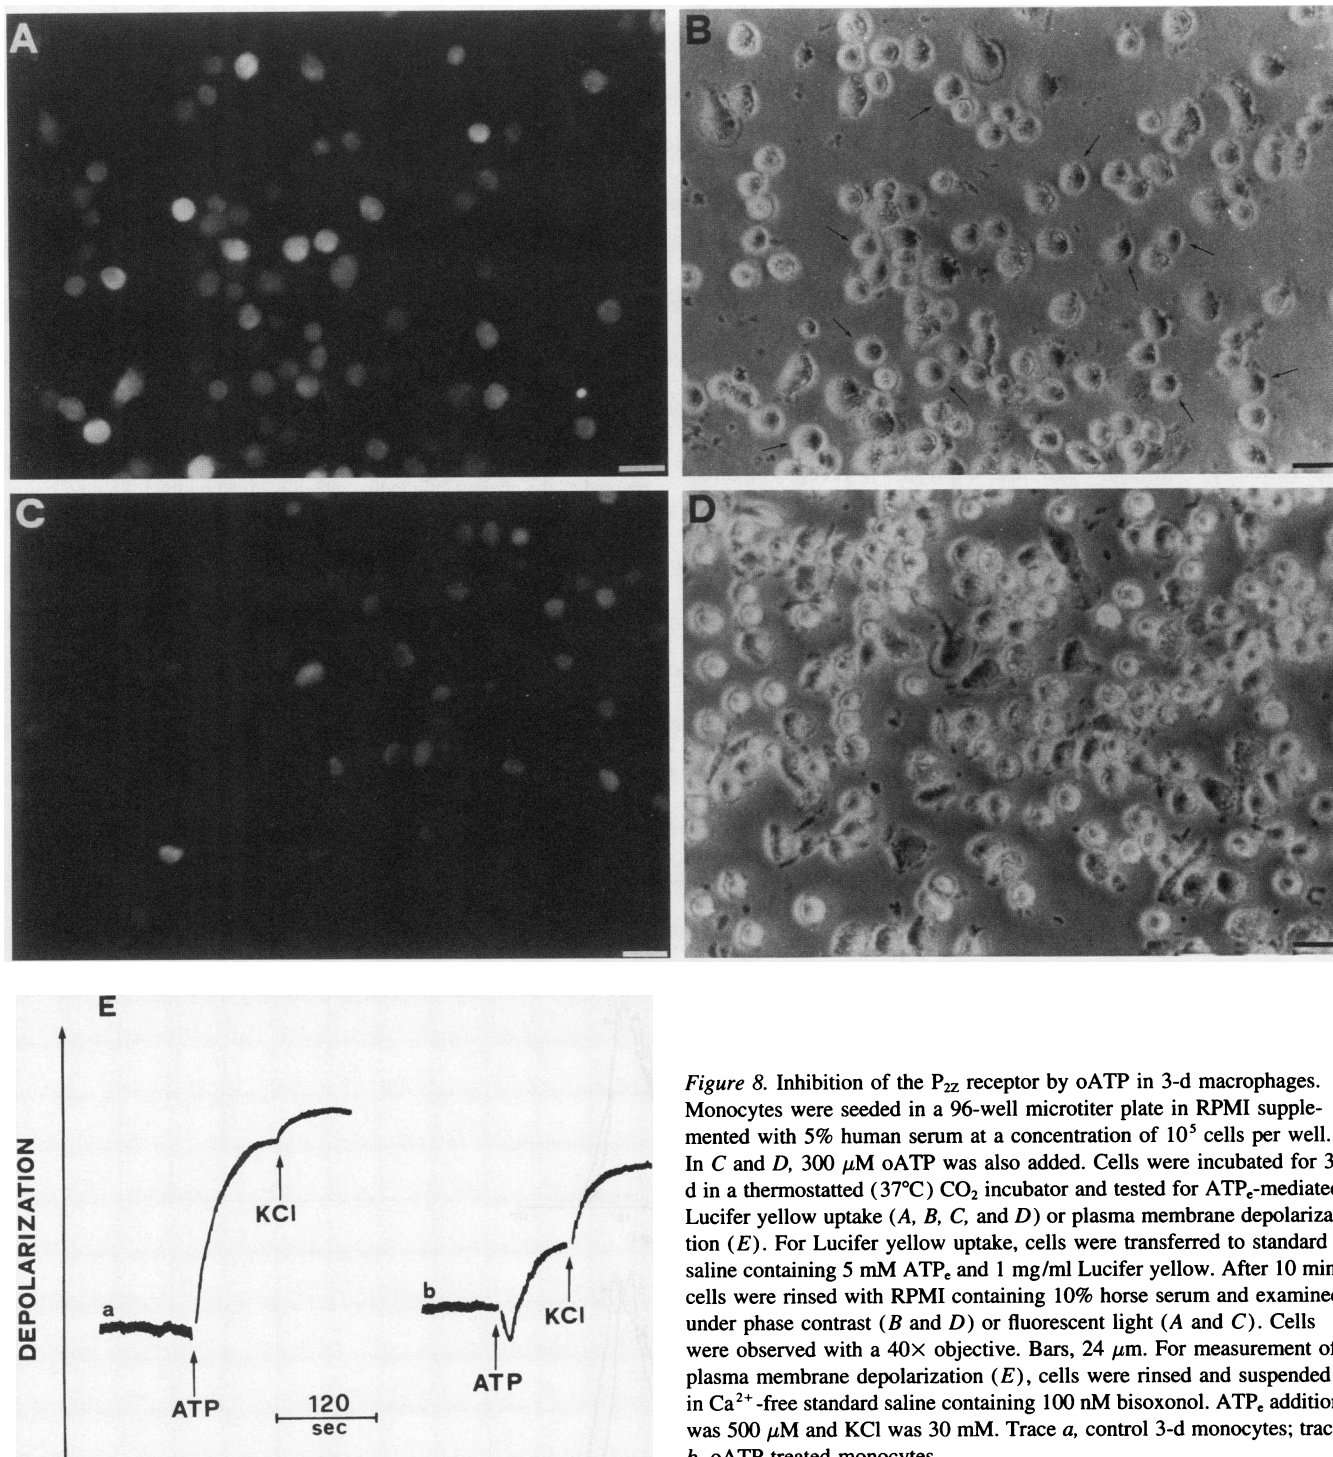 A
B
C
D
E
DEPOLARIZATION
a
ATP
KCl
120
sec
b
ATP
KCl
Figure 8. Inhibition of the P2Z receptor by oATP in 3-d macrophages.
Monocytes were seeded in a 96-well microtiter plate in RPMI supple-
mented with 5% human serum at a concentration of 10⁵ cells per well.
In C and D, 300 μM oATP was also added. Cells were incubated for 3
d in a thermostatted (37°C) CO₂ incubator and tested for ATPₑ-mediated
Lucifer yellow uptake (A, B, C, and D) or plasma membrane depolariza
tion (E). For Lucifer yellow uptake, cells were transferred to standard
saline containing 5 mM ATPₑ and 1 mg/ml Lucifer yellow. After 10 min
cells were rinsed with RPMI containing 10% horse serum and examined
under phase contrast (B and D) or fluorescent light (A and C). Cells
were observed with a 40× objective. Bars, 24 μm. For measurement of
plasma membrane depolarization (E), cells were rinsed and suspended
in Ca²⁺-free standard saline containing 100 nM bisoxonol. ATPₑ addition
was 500 μM and KCl was 30 mM. Trace a, control 3-d monocytes; trac
b, oATP-treated monocytes